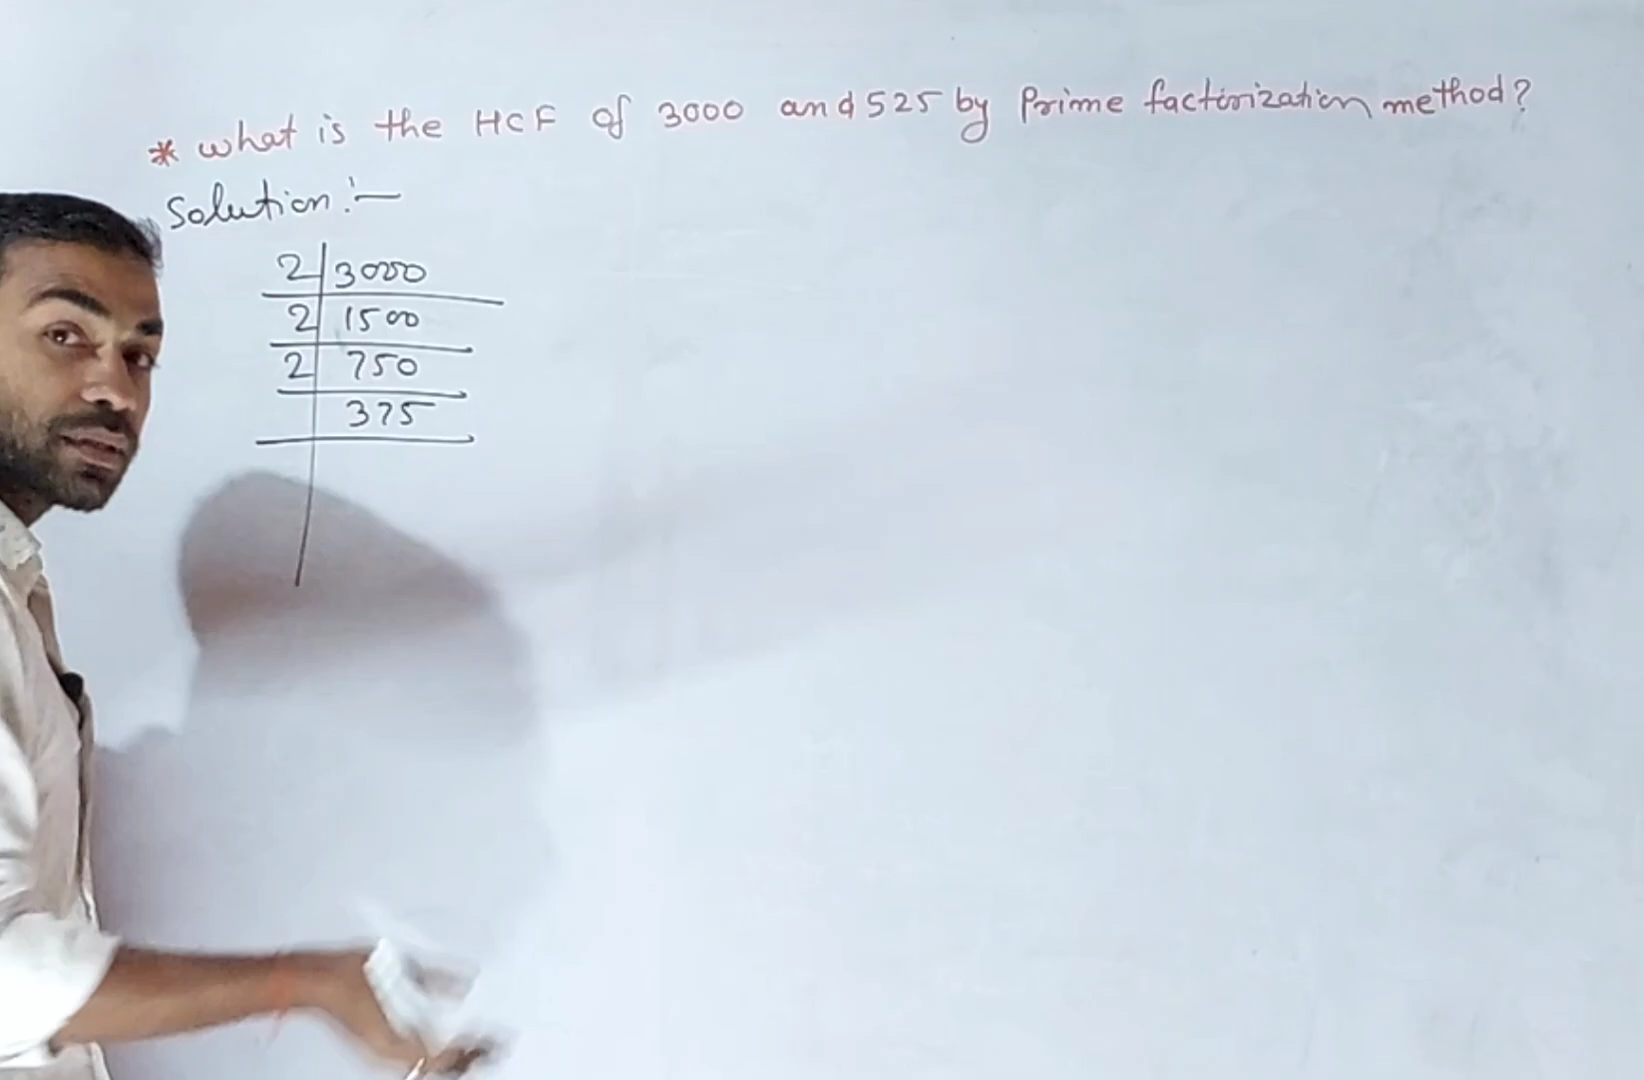 * What is the HCF of 3000 and 525 by Prime factorization method?
Solution:-
2 3000
2 1500
2 750
375